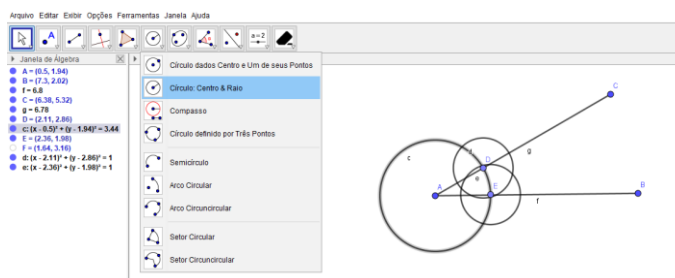 Arquivo Editar Exibir Opções Ferramentas Janela Ajuda
A
a=2
Janela de Álgebra
A = (0.5, 1.94)
B = (7.3, 2.02)
f = 6.8
C = (6.38, 5.32)
g = 6.78
D = (2.11, 2.86)
c: (x - 0.5)² + (y - 1.94)² = 3.44
E = (2.36, 1.98)
F = (1.64, 3.16)
d: (x - 2.11)² + (y - 2.86)² = 1
e: (x - 2.36)² + (y - 1.98)² = 1
Círculo dados Centro e Um de seus Pontos
Círculo: Centro & Raio
Compasso
Círculo definido por Três Pontos
Semicírculo
Arco Circular
Arco Circuncircular
Setor Circular
Setor Circuncircular
C
g
c
D
e
A
E
f
B